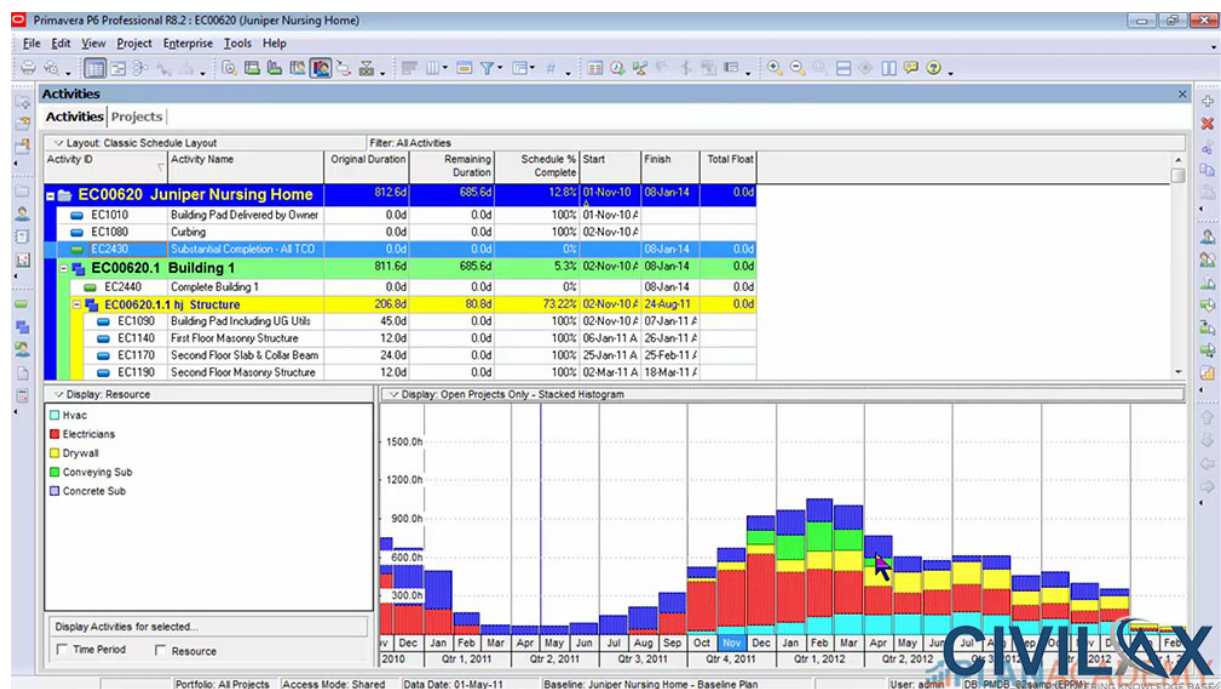 Primavera P6 Professional R8.2 : EC00620 (Juniper Nursing Home)
File Edit View Project Enterprise Tools Help
Activities
Activities Projects
Layout: Classic Schedule Layout Filter: All Activities
Activity ID Activity Name Original Duration Remaining Duration Schedule % Complete Start Finish Total Float
EC00620 Juniper Nursing Home 812.6d 685.6d 12.8% 01-Nov-10 A 08-Jan-14 0.0d
EC1010 Building Pad Delivered by Owner 0.0d 0.0d 100% 01-Nov-10 A
EC1080 Curbing 0.0d 0.0d 100% 02-Nov-10 A
EC2430 Substantial Completion - All TCO 0.0d 0.0d 0% 08-Jan-14 0.0d
EC00620.1 Building 1 811.6d 685.6d 5.3% 02-Nov-10 A 08-Jan-14 0.0d
EC2440 Complete Building 1 0.0d 0.0d 0% 08-Jan-14 0.0d
EC00620.1.1 hj Structure 206.8d 80.8d 73.22% 02-Nov-10 A 24-Aug-11 0.0d
EC1090 Building Pad Including UG Utils 45.0d 0.0d 100% 02-Nov-10 A 07-Jan-11 A
EC1140 First Floor Masonry Structure 12.0d 0.0d 100% 06-Jan-11 A 26-Jan-11 A
EC1170 Second Floor Slab & Collar Beam 24.0d 0.0d 100% 25-Jan-11 A 25-Feb-11 A
EC1190 Second Floor Masonry Structure 12.0d 0.0d 100% 02-Mar-11 A 18-Mar-11 A
Display: Resource Display: Open Projects Only - Stacked Histogram
Hvac
Electricians
Drywall
Conveying Sub
Concrete Sub
1500.0h
1200.0h
900.0h
600.0h
300.0h
Display Activities for selected...
Time Period Resource
Dec Jan Feb Mar Apr May Jun Jul Aug Sep Oct Nov Dec Jan Feb Mar Apr May Jun Jul Aug Sep Feb
2010 Qtr 1, 2011 Qtr 2, 2011 Qtr 3, 2011 Qtr 4, 2011 Qtr 1, 2012 Qtr 2, 2012 Qtr 3, 2012
CIVILAX
Portfolio: All Projects Access Mode: Shared Data Date: 01-May-11 Baseline: Juniper Nursing Home - Baseline Plan User: admin